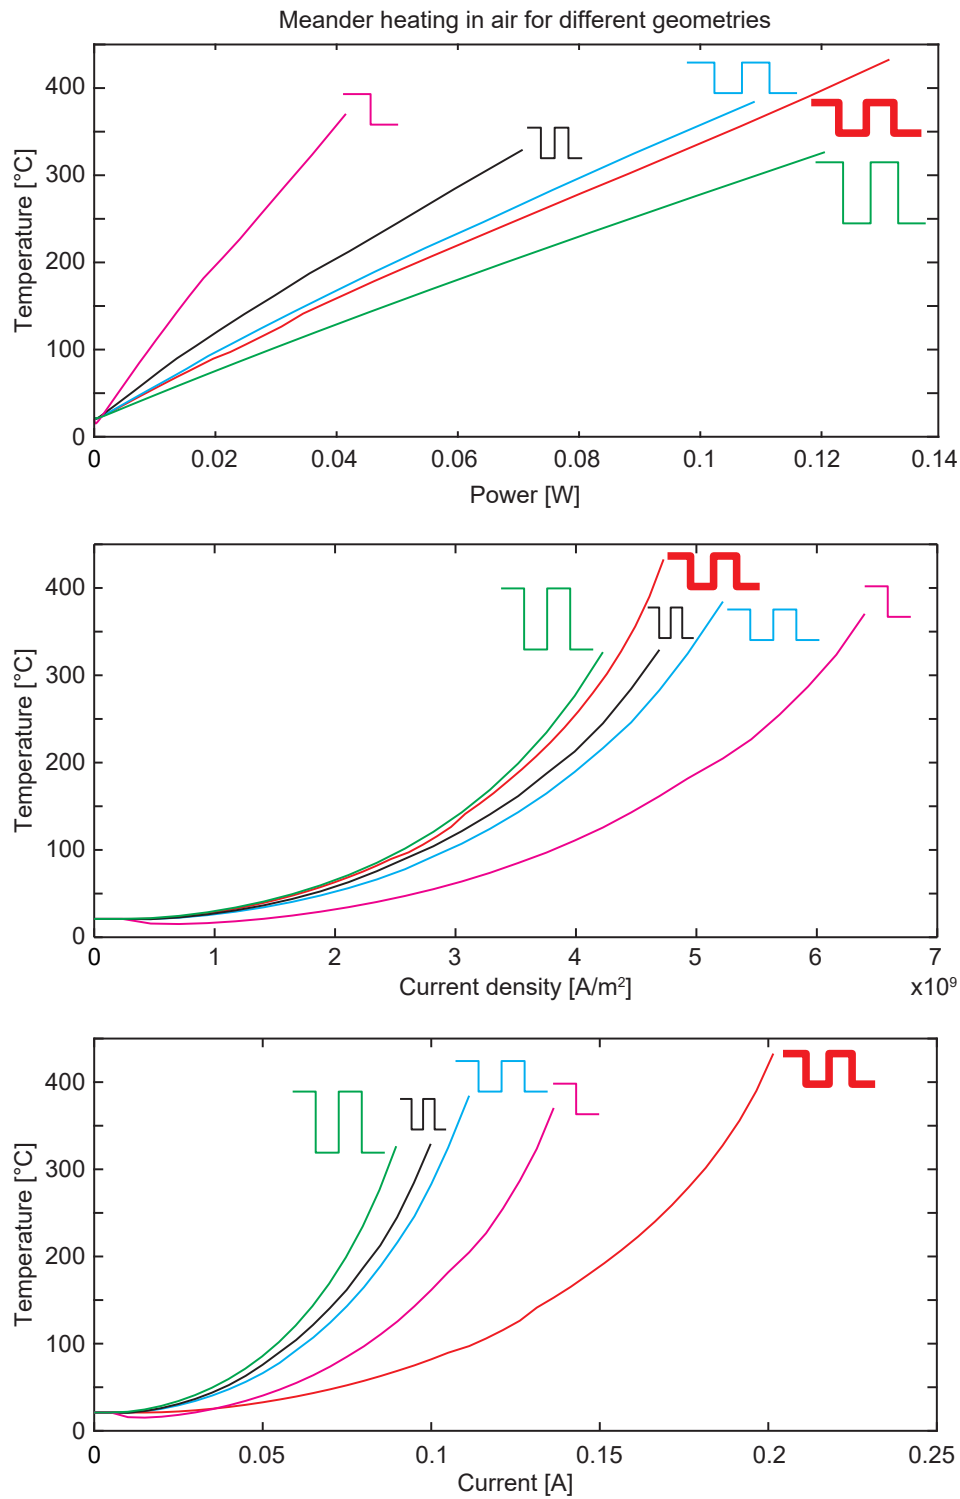 Meander heating in air for different geometries
400
300
200
100
0
Temperature [°C]
0 0.02 0.04 0.06 0.08 0.1 0.12 0.14
Power [W]
400
300
200
100
0
Temperature [°C]
0 1 2 3 4 5 6 7
Current density [A/m²]
x10⁹
400
300
200
100
0
Temperature [°C]
0 0.05 0.1 0.15 0.2 0.25
Current [A]